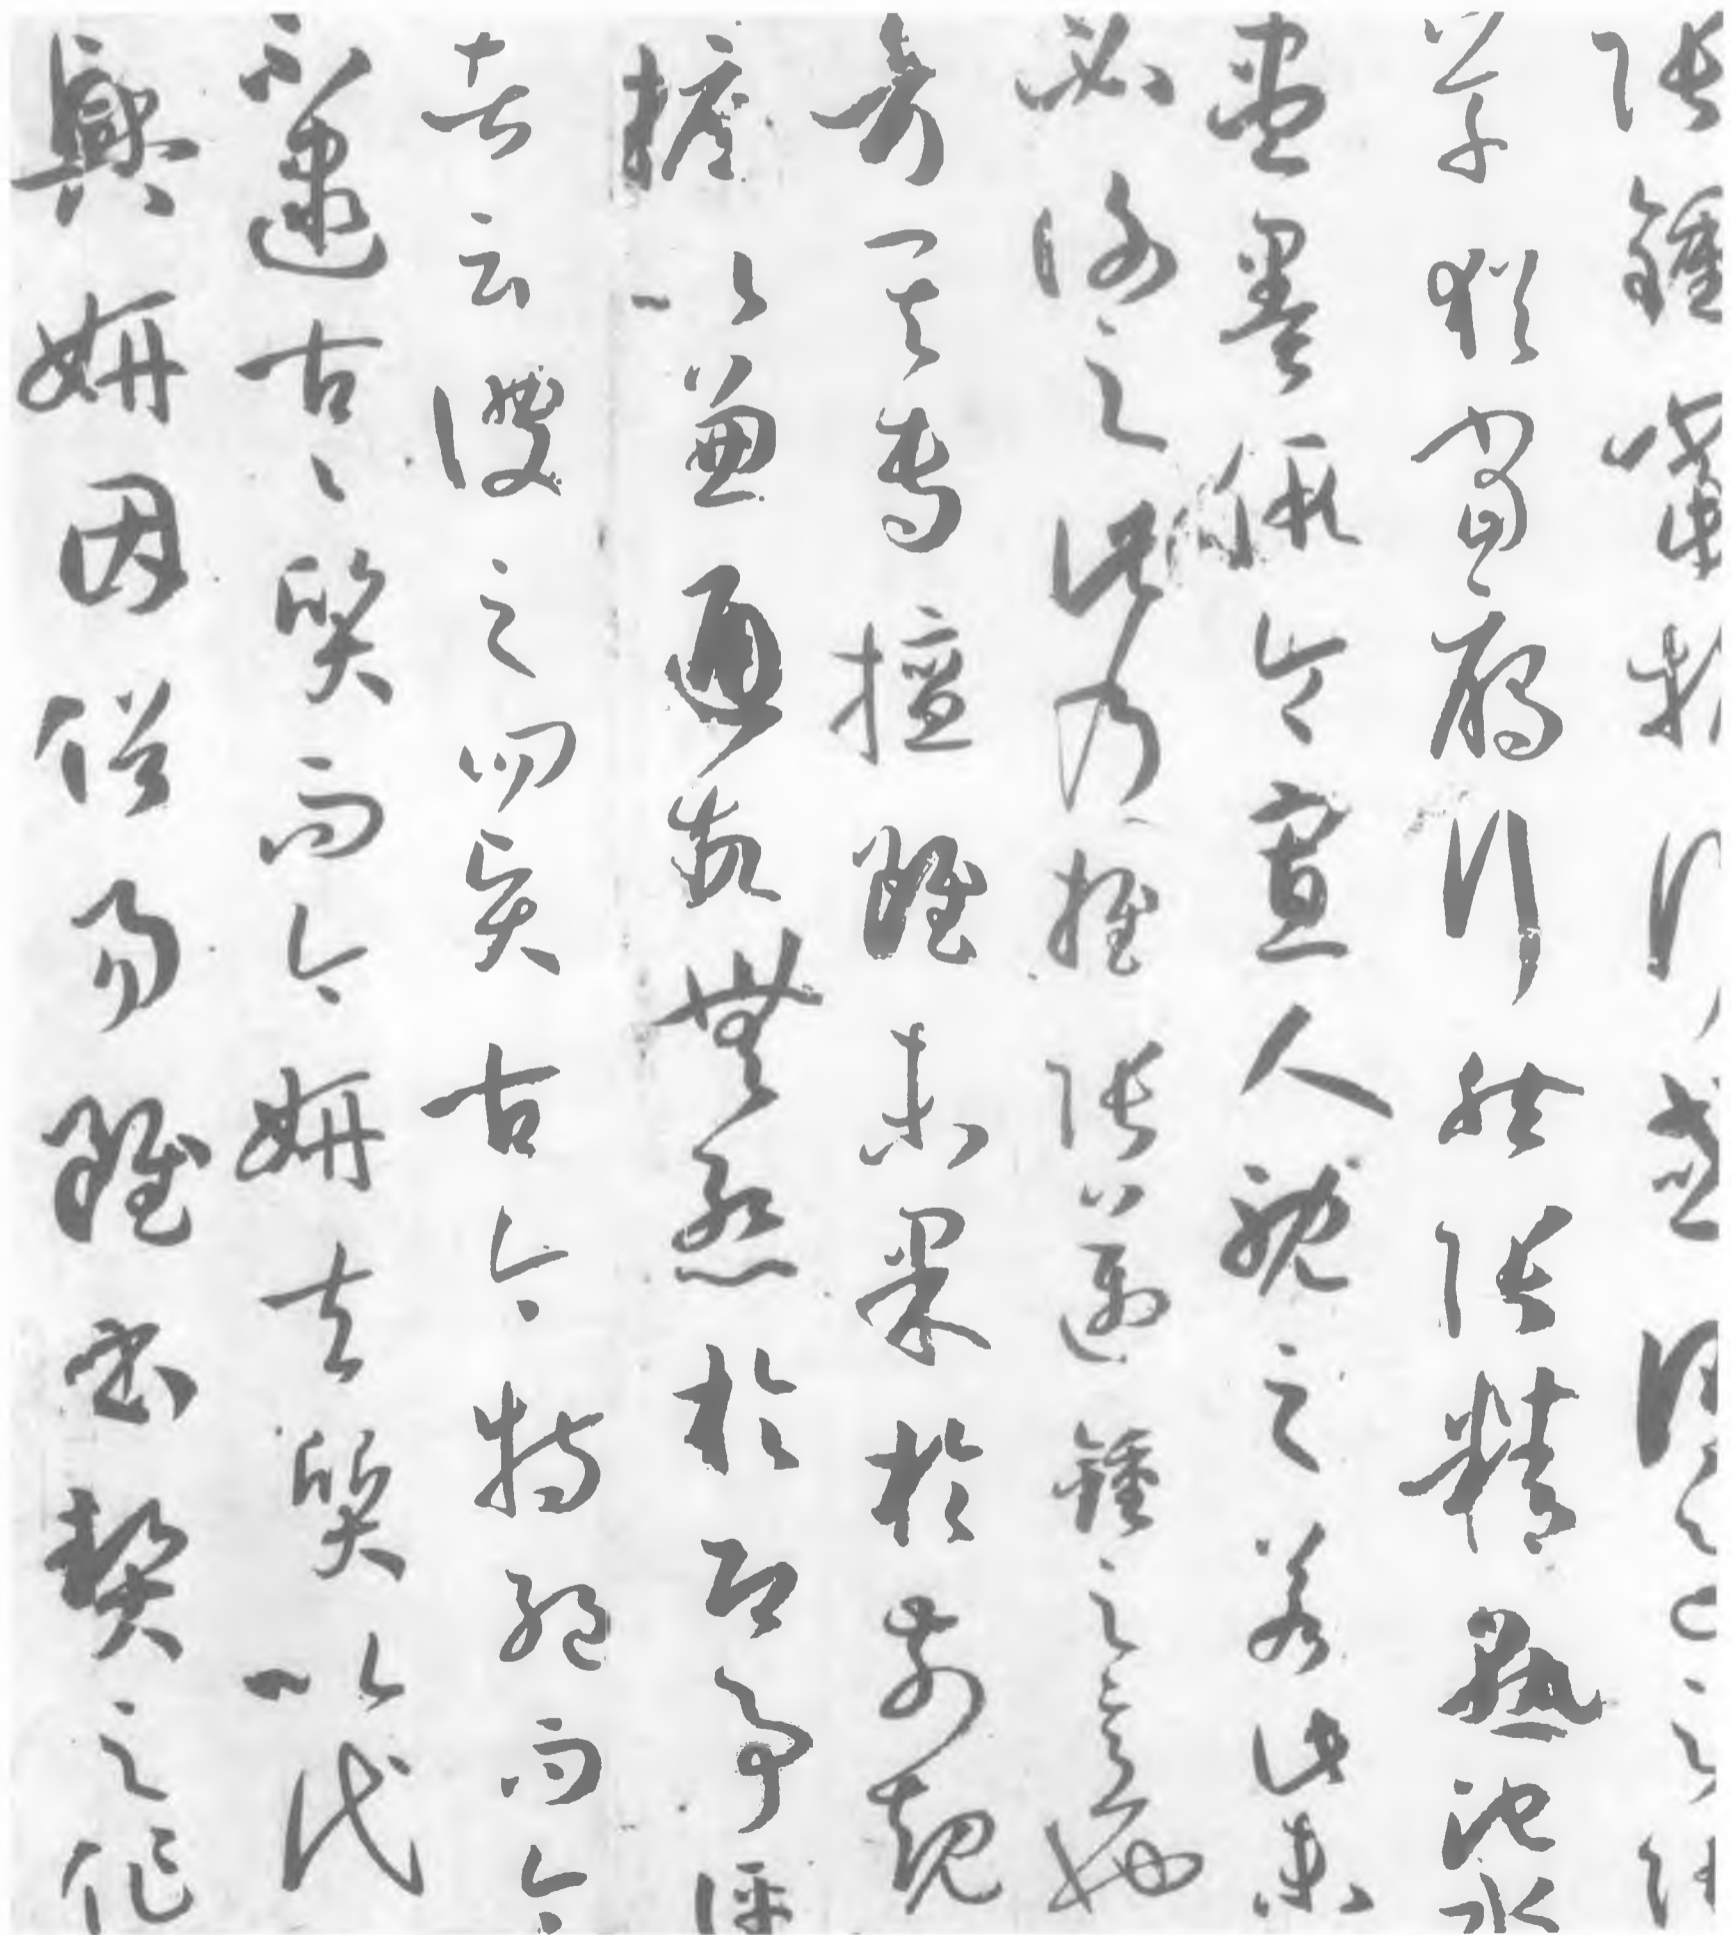 張鍾當抗行或謂過之張
草猶當鴈行然張精熟池水
盡墨假令寡人耽之若此未
必謝之此乃推張邁鍾之意也
考其專擅雖未果於前規
摭以兼通故無慙於即事評
者云彼之四賢古今特絕而今
不逮古古質而今妍夫質以代
興妍因俗易雖書契之作